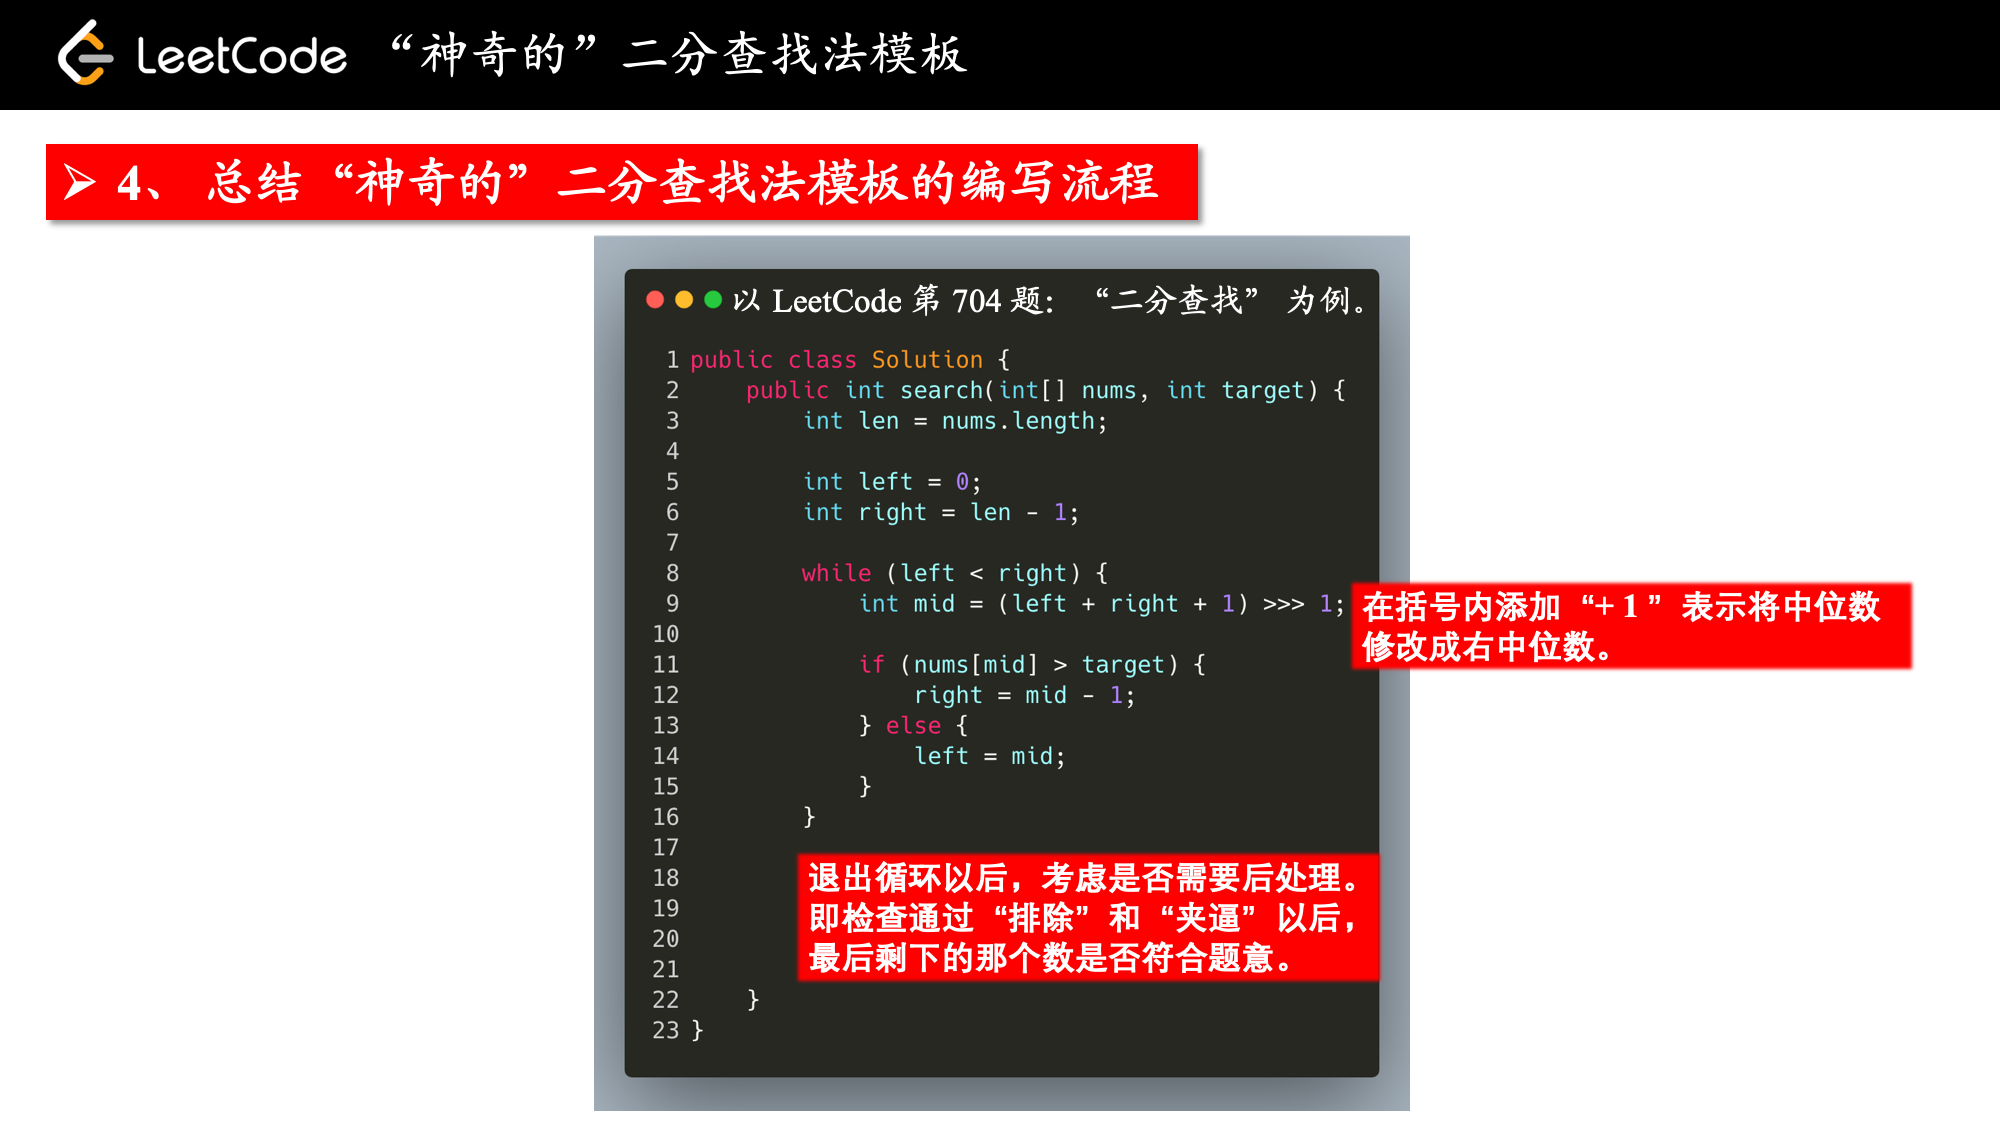 LeetCode “神奇的”二分查找法模板
➢ 4、 总结“神奇的”二分查找法模板的编写流程
以 LeetCode 第 704 题：“二分查找” 为例。
1 public class Solution {
2 public int search(int[] nums, int target) {
3 int len = nums.length;
4
5 int left = 0;
6 int right = len - 1;
7
8 while (left < right) {
9 int mid = (left + right + 1) >>> 1;
在括号内添加“+ 1 ”表示将中位数
修改成右中位数。
10
11 if (nums[mid] > target) {
12 right = mid - 1;
13 } else {
14 left = mid;
15 }
16 }
17
18
19
20
21
退出循环以后，考虑是否需要后处理。
即检查通过“排除”和“夹逼”以后，
最后剩下的那个数是否符合题意。
22 }
23 }